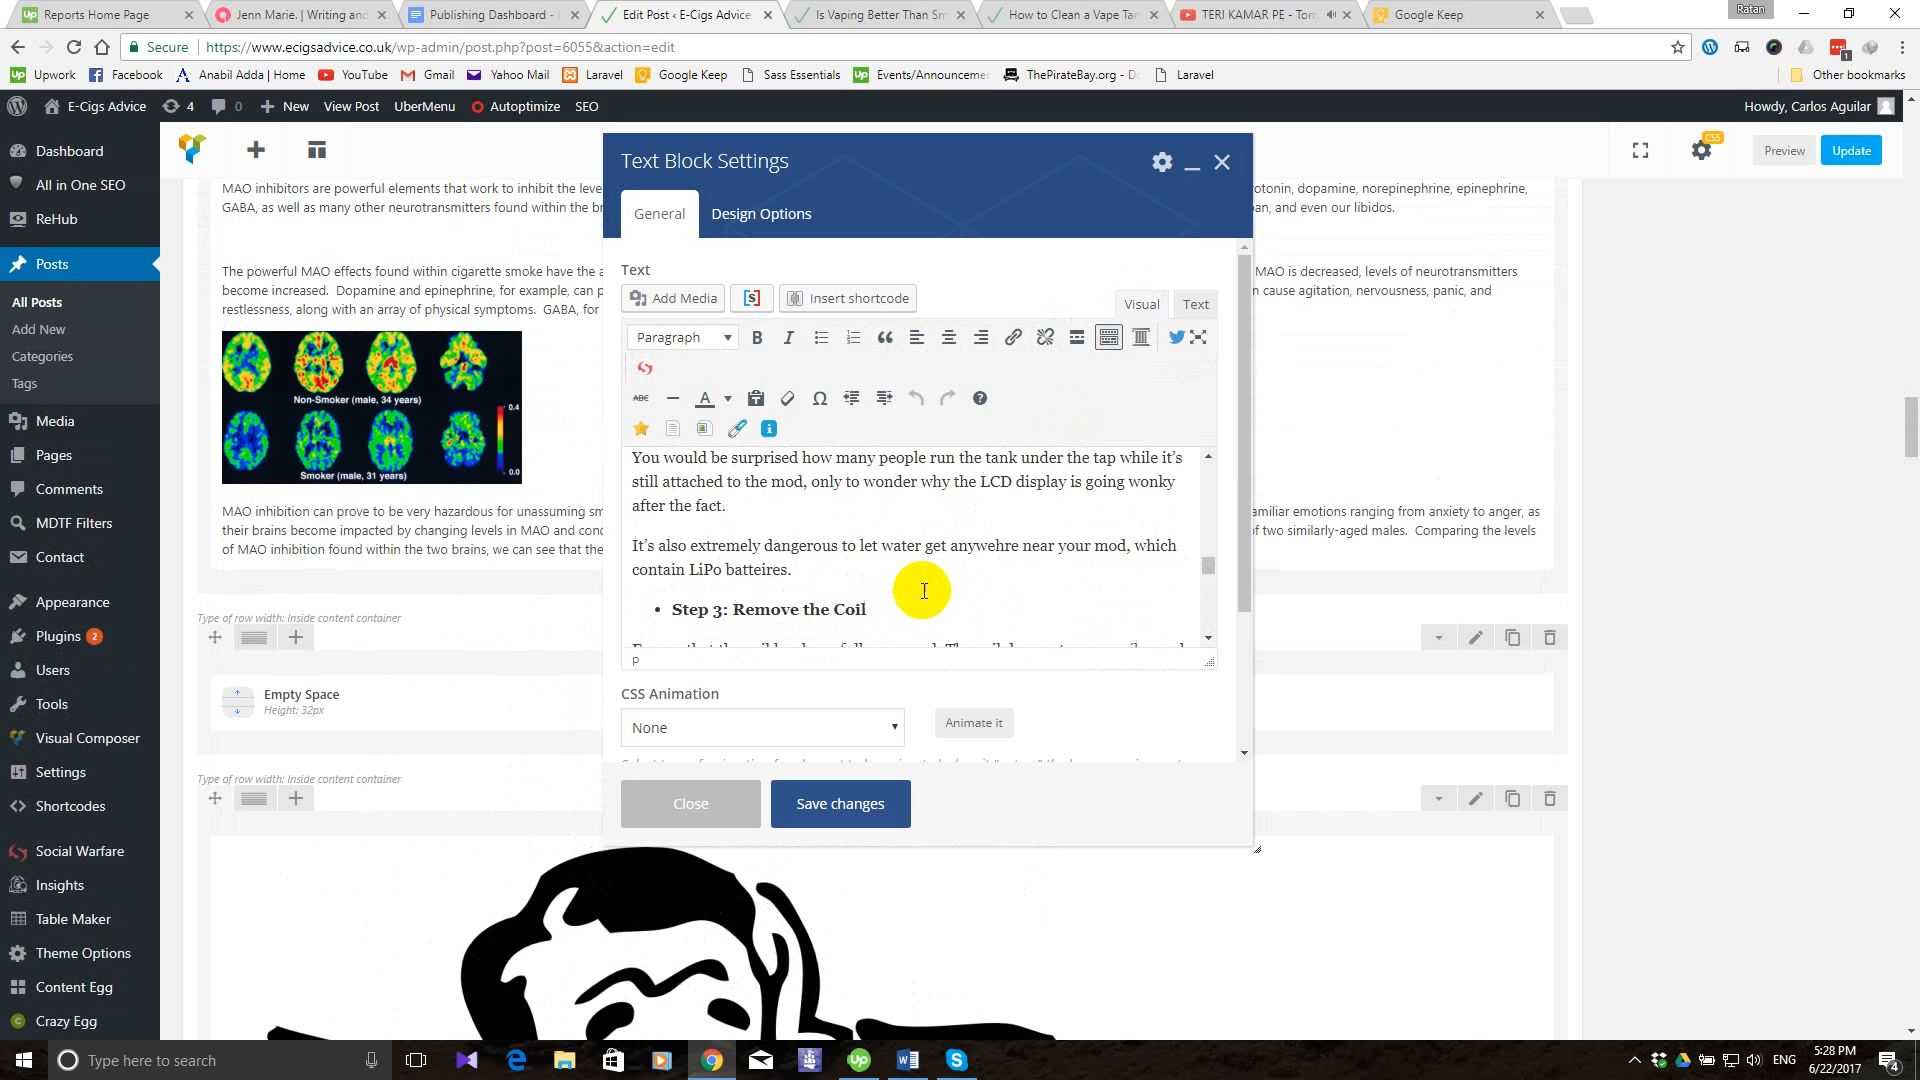 Reports Home Page
Jenn Marie. | Writing and
Publishing Dashboard -
Edit Post ‹ E-Cigs Advice
Is Vaping Better Than Sm
How to Clean a Vape Tan
TERI KAMAR PE - Tony
Google Keep
Ratan
Secure
https://www.ecigsadvice.co.uk/wp-admin/post.php?post=6055&action=edit
Upwork
Facebook
Anabil Adda | Home
YouTube
Gmail
Yahoo Mail
Laravel
Google Keep
Sass Essentials
Events/Announcemen
ThePirateBay.org - Do
Laravel
Other bookmarks
E-Cigs Advice
4
0
New
View Post
UberMenu
Autoptimize
SEO
Howdy, Carlos Aguilar
Dashboard
All in One SEO
ReHub
Posts
All Posts
Add New
Categories
Tags
Media
Pages
Comments
MDTF Filters
Contact
Appearance
Plugins 2
Users
Tools
Visual Composer
Settings
Shortcodes
Social Warfare
Insights
Table Maker
Theme Options
Content Egg
Crazy Egg
CSS
Preview
Update
MAO inhibitors are powerful elements that work to inhibit the leve
GABA, as well as many other neurotransmitters found within the br
otonin, dopamine, norepinephrine, epinephrine,
an, and even our libidos.
The powerful MAO effects found within cigarette smoke have the a
become increased. Dopamine and epinephrine, for example, can p
restlessness, along with an array of physical symptoms. GABA, for
MAO is decreased, levels of neurotransmitters
n cause agitation, nervousness, panic, and
Non-Smoker (male, 34 years)
Smoker (male, 31 years)
0.4
0.0
MAO inhibition can prove to be very hazardous for unassuming sm
their brains become impacted by changing levels in MAO and conc
of MAO inhibition found within the two brains, we can see that the
amiliar emotions ranging from anxiety to anger, as
of two similarly-aged males. Comparing the levels
Type of row width: Inside content container
Empty Space
Height: 32px
Type of row width: Inside content container
Text Block Settings
General
Design Options
Text
Add Media
[S]
Insert shortcode
Visual
Text
Paragraph
B
I
ABC
A
Ω
You would be surprised how many people run the tank under the tap while it's
still attached to the mod, only to wonder why the LCD display is going wonky
after the fact.
It's also extremely dangerous to let water get anywehre near your mod, which
contain LiPo batteires.
• Step 3: Remove the Coil
p
CSS Animation
None
Animate it
Close
Save changes
Type here to search
ENG
5:28 PM
6/22/2017
4